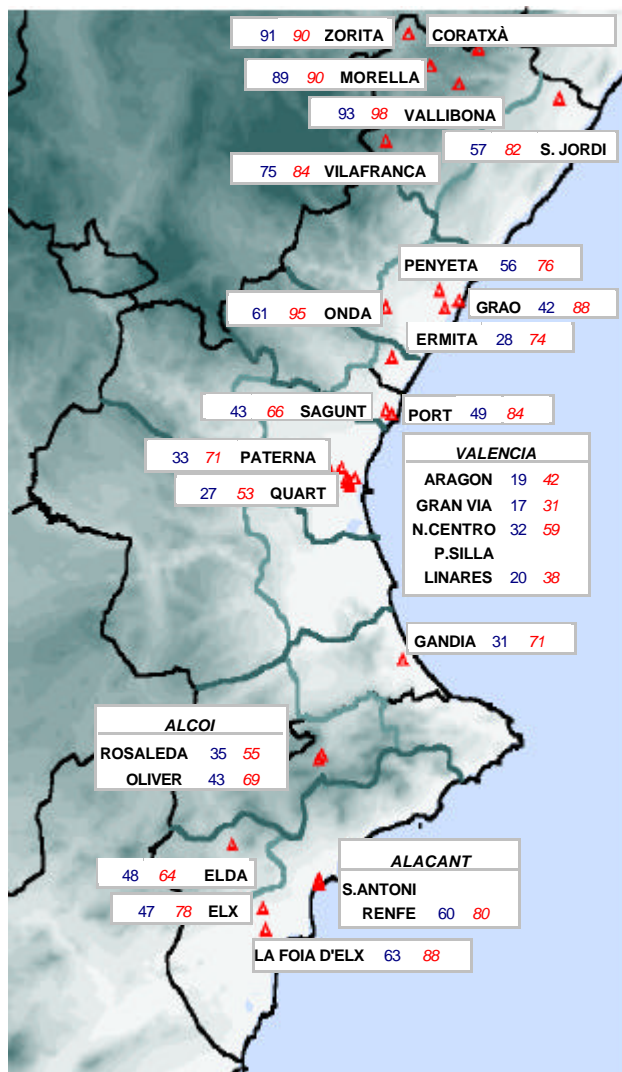 91 90 ZORITA
CORATXÀ
89 90 MORELLA
93 98 VALLIBONA
57 82 S. JORDI
75 84 VILAFRANCA
PENYETA 56 76
61 95 ONDA
GRAO 42 88
ERMITA 28 74
43 66 SAGUNT
PORT 49 84
33 71 PATERNA
27 53 QUART
VALENCIA
ARAGON 19 42
GRAN VIA 17 31
N.CENTRO 32 59
P.SILLA
LINARES 20 38
GANDIA 31 71
ALCOI
ROSALEDA 35 55
OLIVER 43 69
48 64 ELDA
47 78 ELX
ALACANT
S.ANTONI
RENFE 60 80
LA FOIA D'ELX 63 88